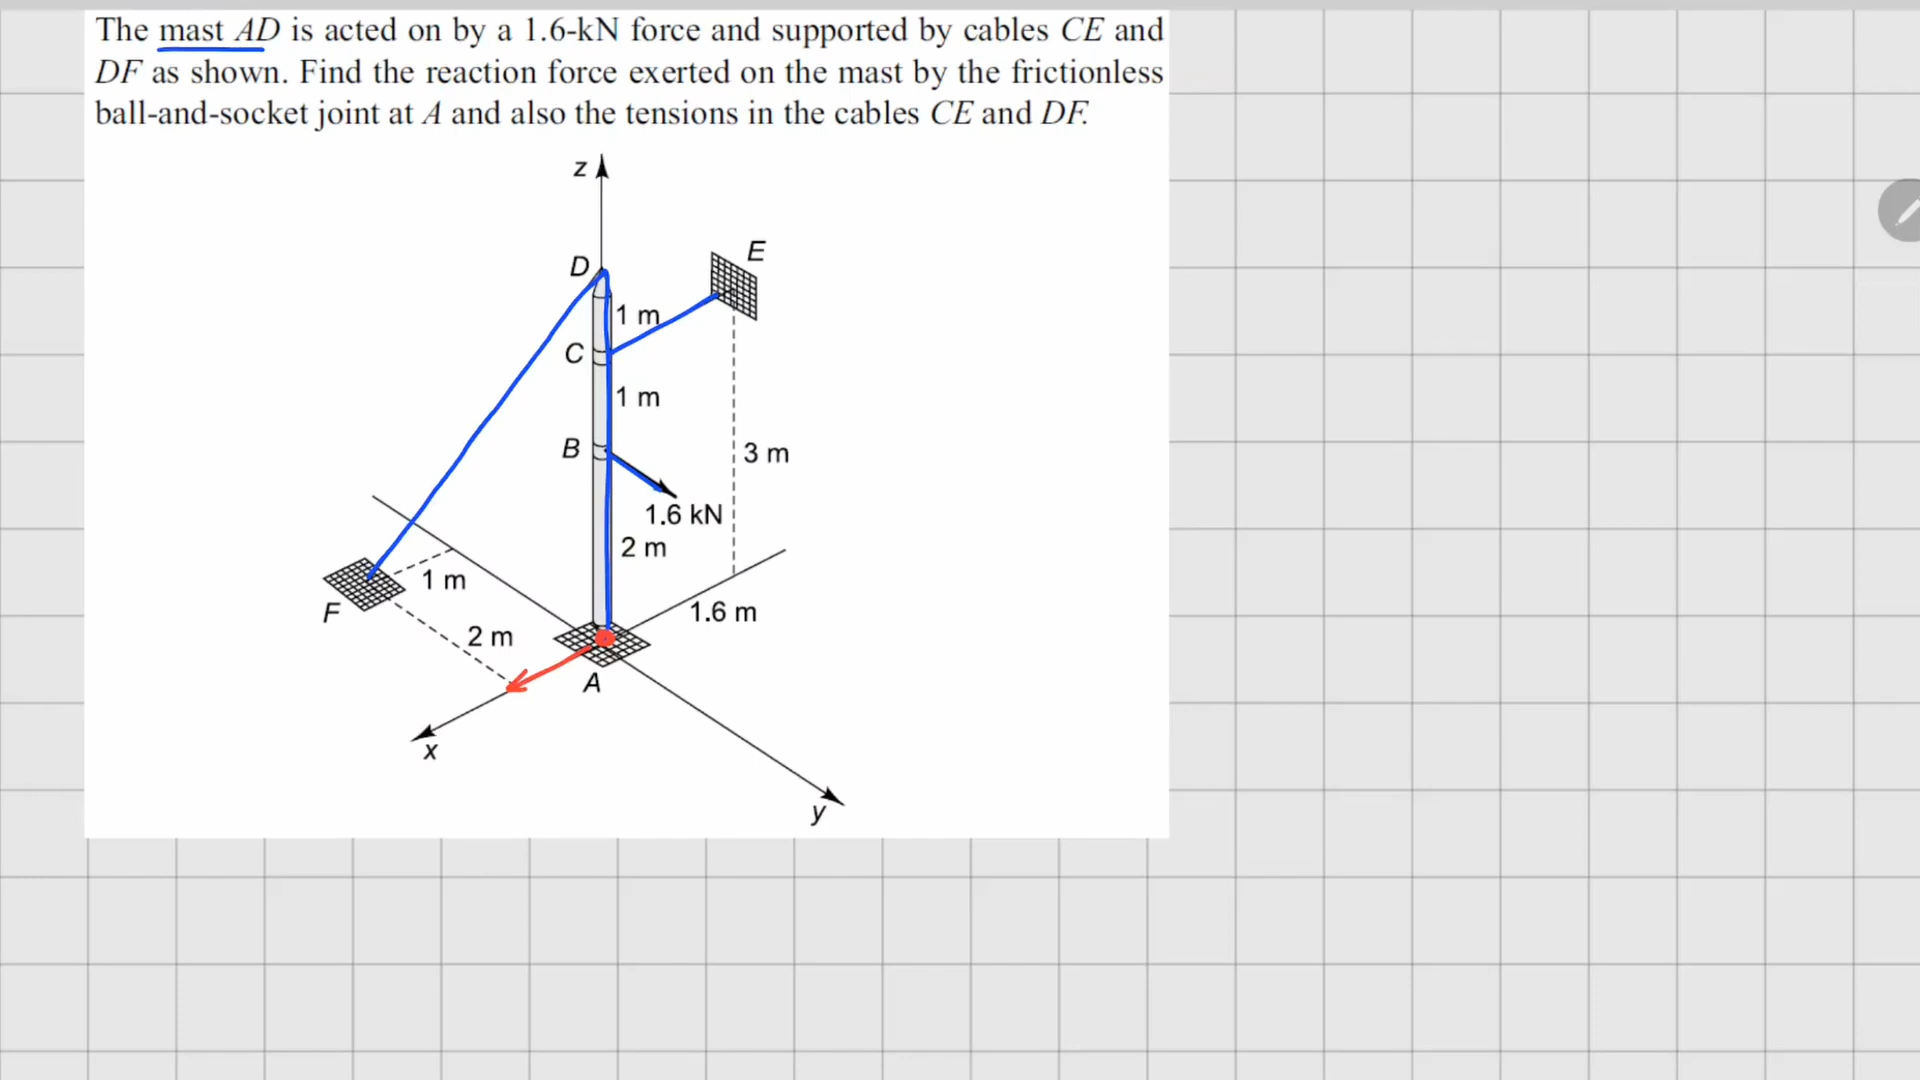 The mast AD is acted on by a 1.6-kN force and supported by cables CE and
DF as shown. Find the reaction force exerted on the mast by the frictionless
ball-and-socket joint at A and also the tensions in the cables CE and DF.
z
E
D
1 m
C
1 m
B
3 m
1.6 kN
2 m
1 m
F
1.6 m
2 m
A
x
y